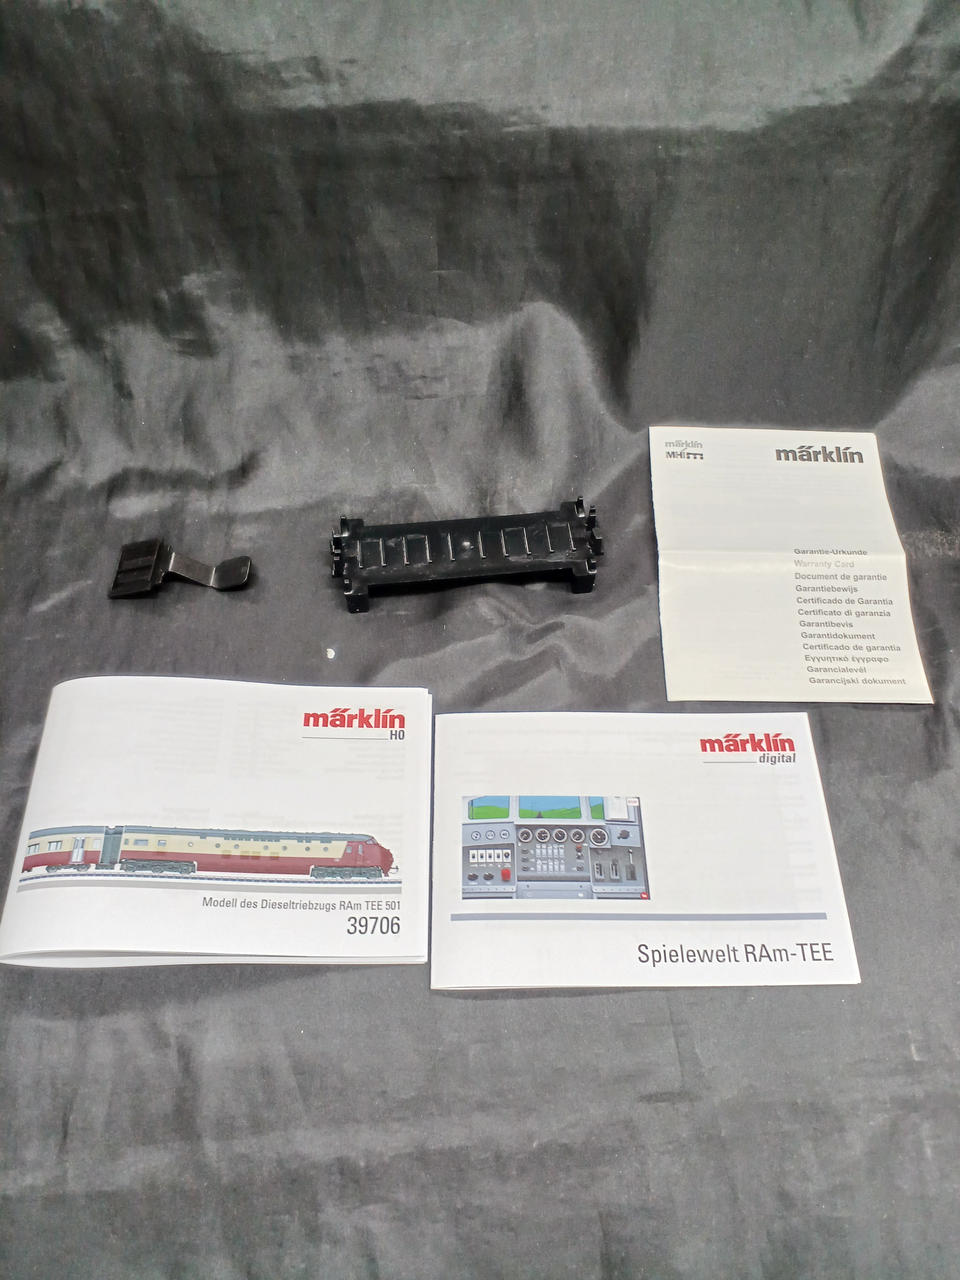 märklin
MHI
märklin
Garantie-Urkunde
Warranty Card
Document de garantie
Garantiebewijs
Certificado de Garantia
Certificato di garanzia
Garantibevis
Garantidokument
Certificado de garantia
Εγγυητικό έγγραφο
Garancialevél
Garancijski dokument
märklin
H0
Modell des Dieseltriebzugs RAm TEE 501
39706
märklin
digital
Spielewelt RAm-TEE